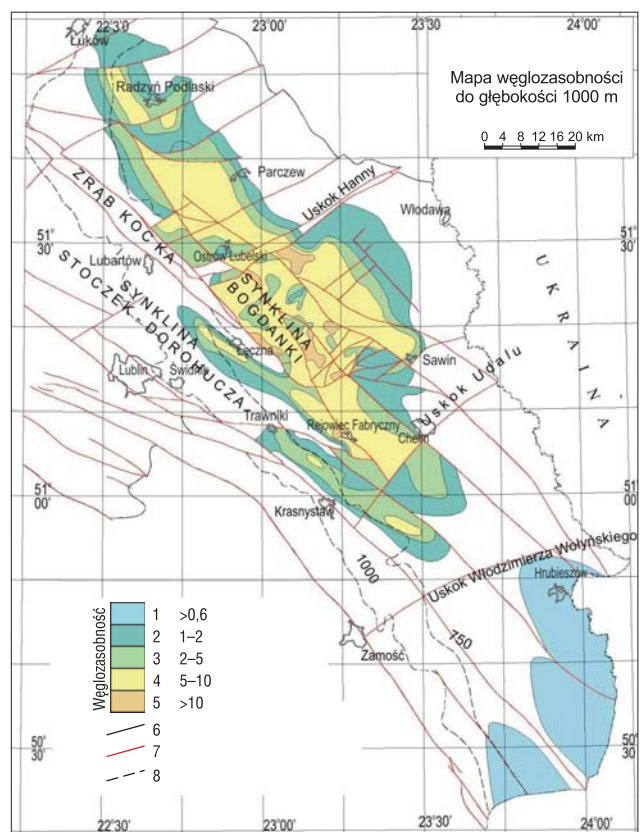 22°30'
23°00'
23°30'
24°00'
Łuków
Mapa węglozasobności
do głębokości 1000 m
0 4 8 12 16 20 km
Radzyń Podlaski
Parczew
Uskok Hanny
Włodawa
ZRĄB KOCKA
51°
30'
51°
30'
Lubartów
Ostrów Lubelski
UKRAINA
SYNKLINA
STOCZEK-DOROHUCZA
SYNKLINA
BOGDANKI
Łęczna
Sawin
Lublin
Świdnik
Uskok Udalu
Trawniki
Rejowiec Fabryczny
Chełm
51°
00'
51°
00'
Krasnystaw
Uskok Włodzimierza Wołyńskiego
1000
Hrubieszów
750
Zamość
Węglozasobność
1 >0,6
2 1–2
3 2–5
4 5–10
5 >10
6
7
8
50°
30'
50°
30'
22°30'
23°00'
23°30'
24°00'